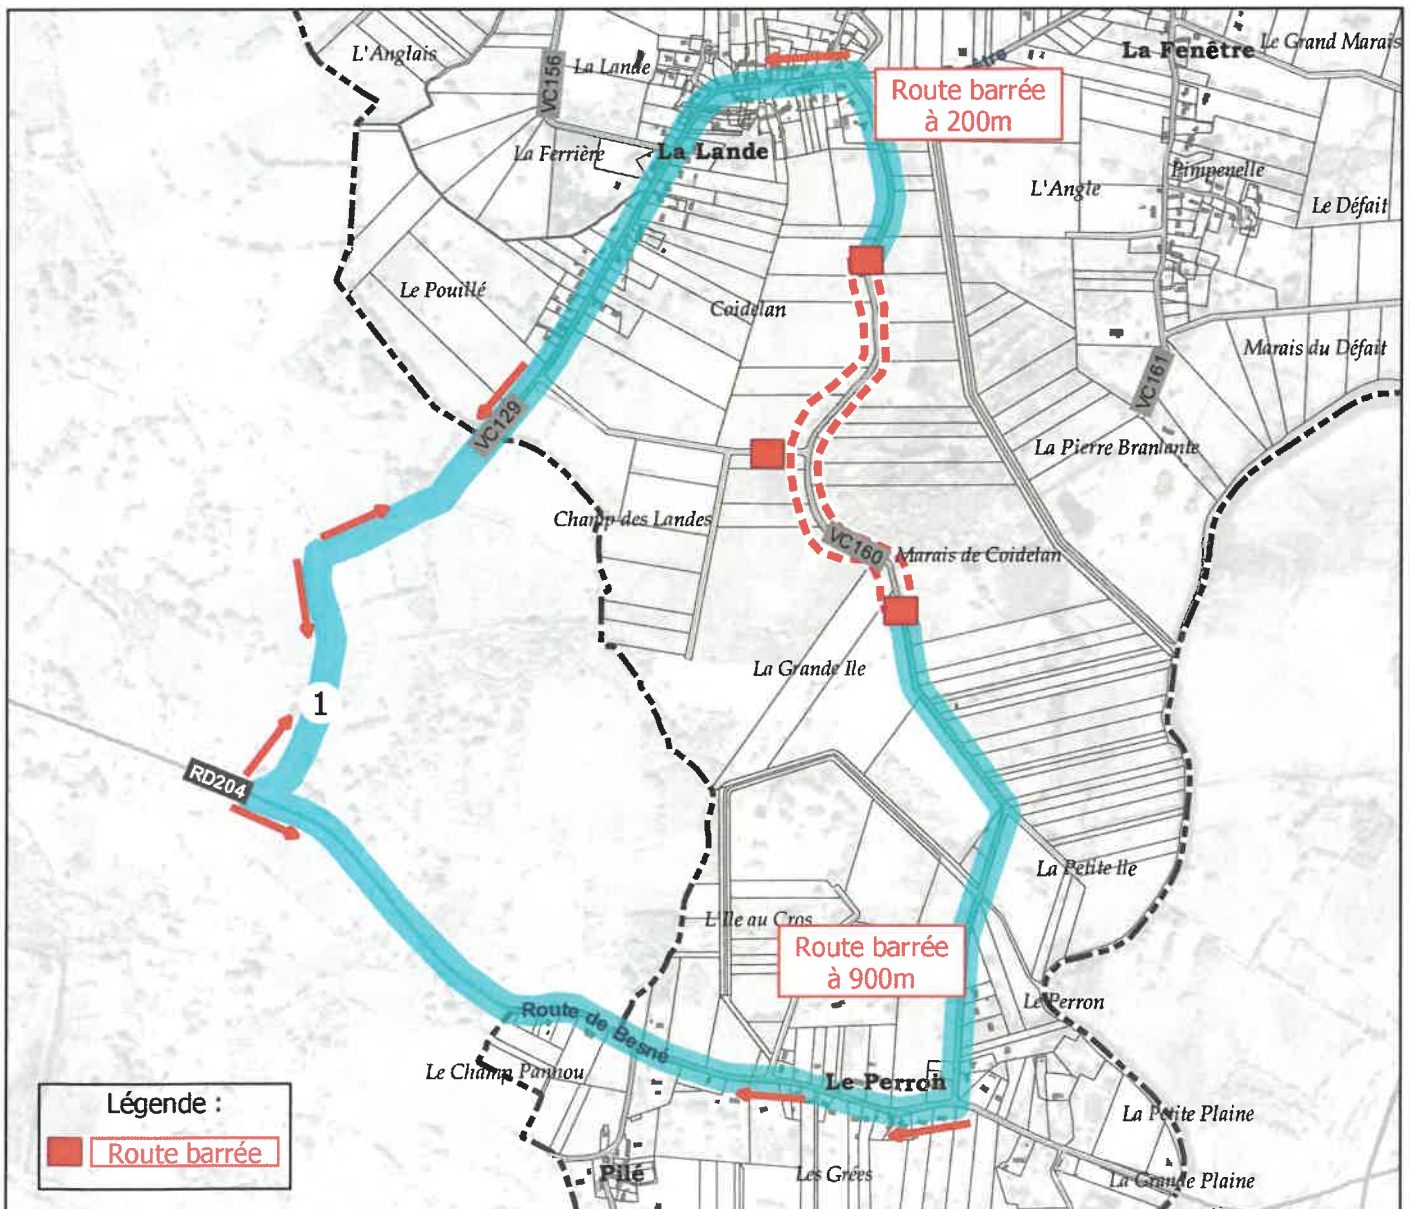 L'Anglais
La Lande
VC156
La Fenêtre
Le Grand Marais
Route barrée
à 200m
La Ferrière
La Lande
L'Angle
Pimpenelle
Le Défait
Le Pouillé
Coidelan
Marais du Défait
VC161
VC129
La Pierre Branlante
Champ des Landes
VC160
Marais de Coidelan
La Grande Ile
1
RD204
La Petite Ile
L'Ile au Cros
Route barrée
à 900m
Le Perron
Route de Besné
Le Champ Pannou
Le Perron
La Petite Plaine
Légende :
Route barrée
Pilé
Les Grées
La Grande Plaine